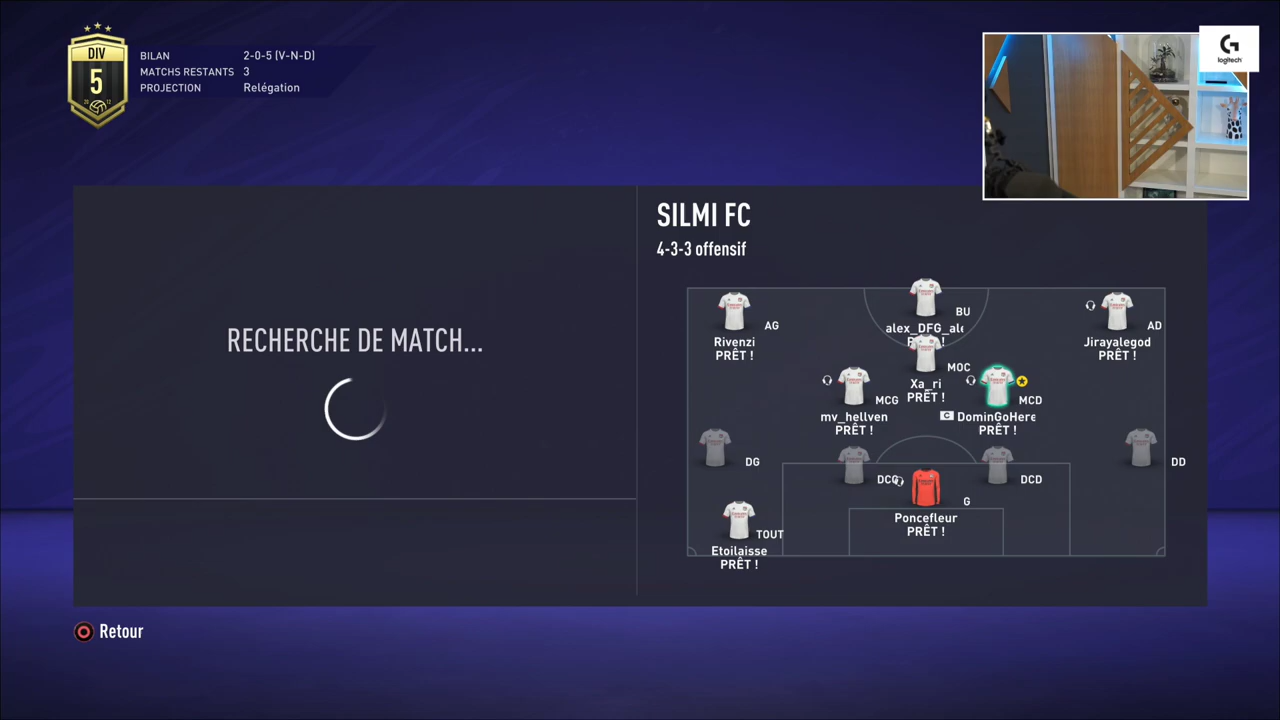 DIV
5
BILAN 2-0-5 (V-N-D)
MATCHS RESTANTS 3
PROJECTION Relégation
logitech
RECHERCHE DE MATCH...
SILMI FC
4-3-3 offensif
BU
AG
AD
alex_DFG_ale
Rivenzi
PRÊT !
Jirayalegod
PRÊT !
MOC
Xa_ri
PRÊT !
MCG
mv_hellven
PRÊT !
MCD
C DominGoHere
PRÊT !
DG
DD
DCG
DCD
G
Poncefleur
PRÊT !
TOUT
Etoilaisse
PRÊT !
Retour